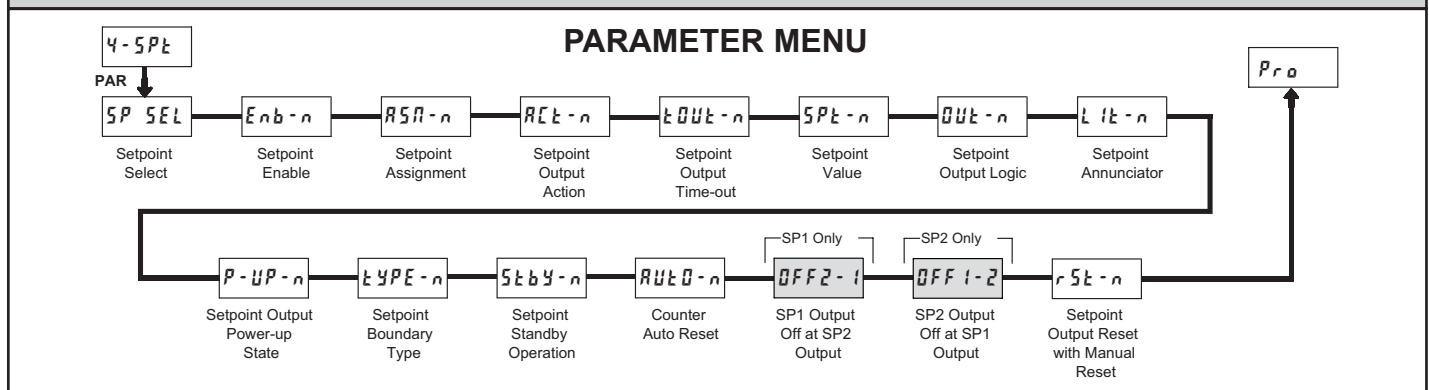 PARAMETER MENU
4-SPt
Pro
PAR
SP SEL
Enb-n
ASN-n
ACt-n
tOUt-n
SPt-n
OUt-n
LIt-n
Setpoint
Select
Setpoint
Enable
Setpoint
Assignment
Setpoint
Output
Action
Setpoint
Output
Time-out
Setpoint
Value
Setpoint
Output Logic
Setpoint
Annunciator
SP1 Only
SP2 Only
P-UP-n
tYPE-n
StbY-n
AUtO-n
OFF2-1
OFF1-2
rSt-n
Setpoint Output
Power-up
State
Setpoint
Boundary
Type
Setpoint
Standby
Operation
Counter
Auto Reset
SP1 Output
Off at SP2
Output
SP2 Output
Off at SP1
Output
Setpoint
Output Reset
with Manual
Reset